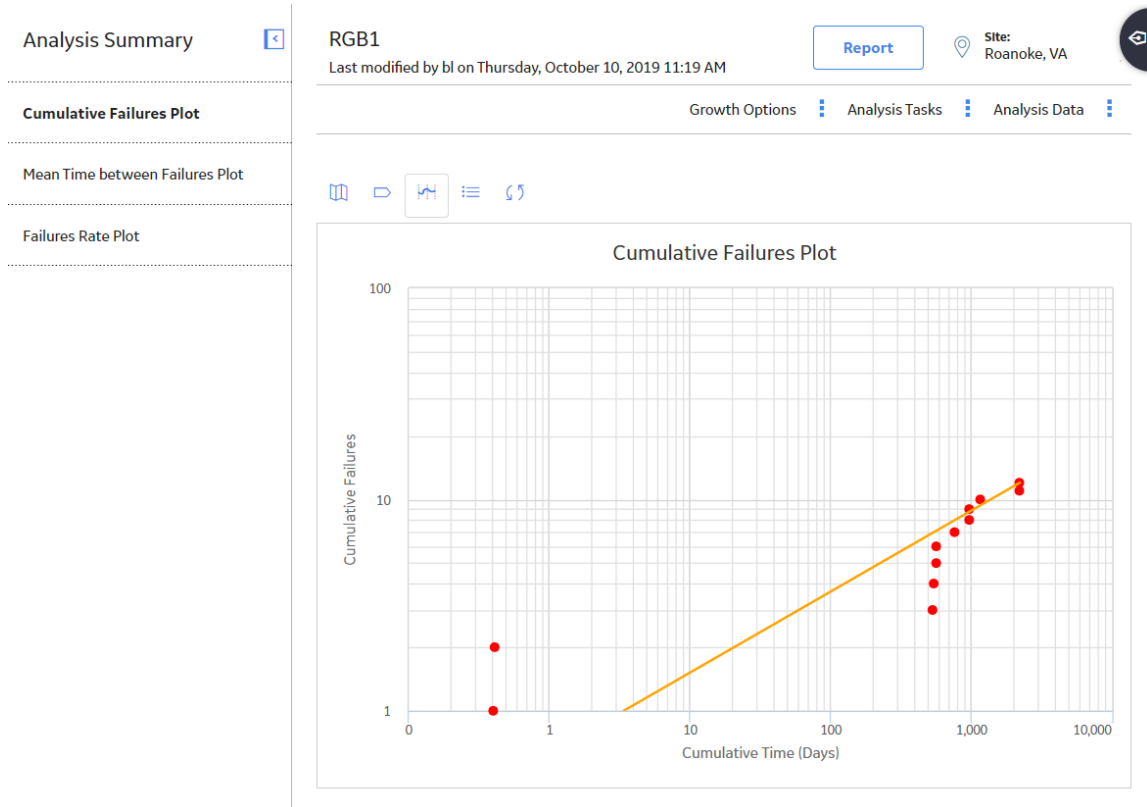 Analysis Summary
Cumulative Failures Plot
Mean Time between Failures Plot
Failures Rate Plot
RGB1
Last modified by bl on Thursday, October 10, 2019 11:19 AM
Report
Site:
Roanoke, VA
Growth Options
Analysis Tasks
Analysis Data
Cumulative Failures Plot
Cumulative Failures
100
10
1
0
1
10
100
1,000
10,000
Cumulative Time (Days)